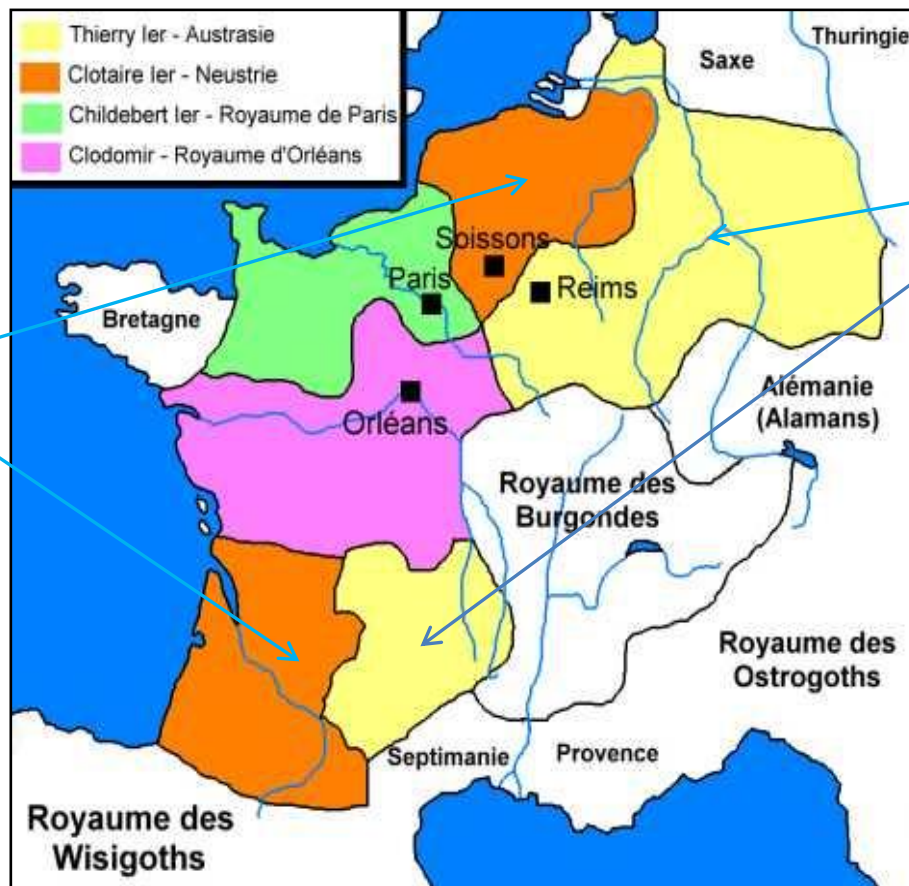 Thierry Ier - Austrasie
Clotaire Ier - Neustrie
Childebert Ier - Royaume de Paris
Clodomir - Royaume d'Orléans
Saxe
Thuringie
Soissons
Paris
Reims
Bretagne
Orléans
Alémanie
(Alamans)
Royaume des
Burgondes
Royaume des
Ostrogoths
Septimanie
Provence
Royaume des
Wisigoths